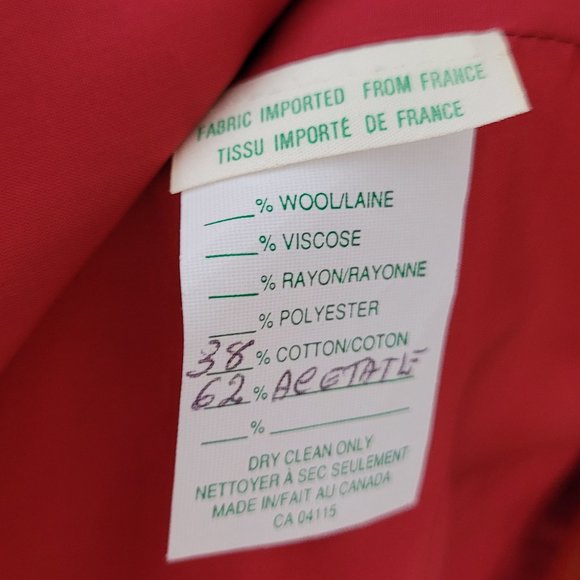 FABRIC IMPORTED FROM FRANCE
TISSU IMPORTÉ DE FRANCE
____% WOOL/LAINE
____% VISCOSE
____% RAYON/RAYONNE
____% POLYESTER
38% COTTON/COTON
62% ACETATE
____% ____________
DRY CLEAN ONLY
NETTOYER À SEC SEULEMENT
MADE IN/FAIT AU CANADA
CA 04115